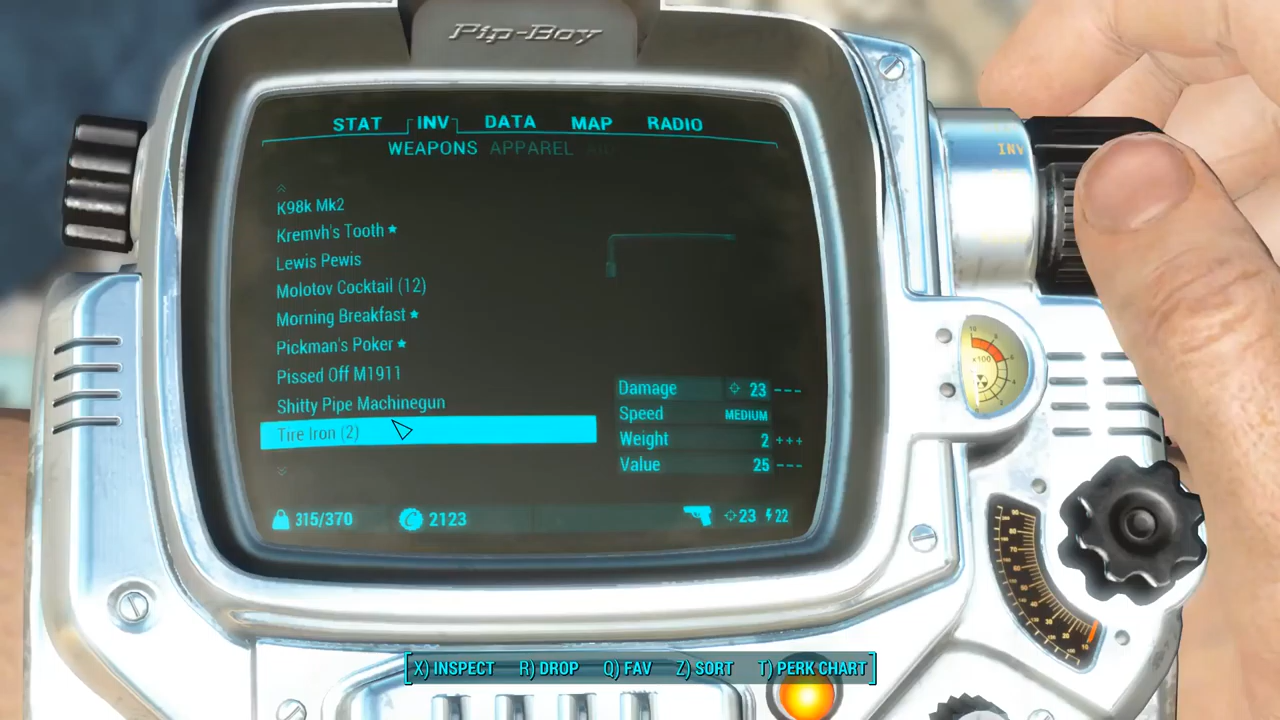 Pip-Boy
STAT INV DATA MAP RADIO
WEAPONS APPAREL AID
INV
K98k Mk2
Kremvh's Tooth ★
Lewis Pewis
Molotov Cocktail (12)
Morning Breakfast ★
Pickman's Poker ★
Pissed Off M1911
Shitty Pipe Machinegun
Tire Iron (2)
Damage 23 ---
Speed MEDIUM
Weight 2 +++
Value 25 ---
315/370 2123 23 22
x100
X) INSPECT R) DROP Q) FAV Z) SORT T) PERK CHART